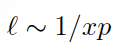 ℓ ∼ 1/xp